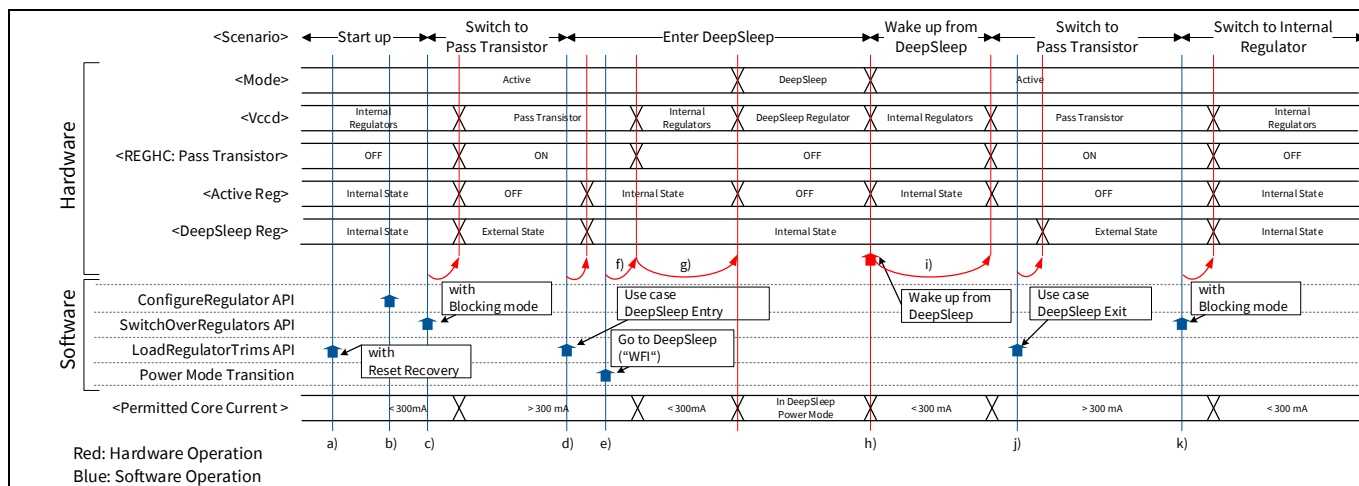 <Scenario>
Start up
Switch to
Pass Transistor
Enter DeepSleep
Wake up from
DeepSleep
Switch to
Pass Transistor
Switch to Internal
Regulator
Hardware
<Mode>
Active
DeepSleep
Active
<Vccd>
Internal
Regulators
Pass Transistor
Internal
Regulators
DeepSleep Regulator
Internal Regulators
Pass Transistor
Internal
Regulators
<REGHC: Pass Transistor>
OFF
ON
OFF
ON
OFF
<Active Reg>
Internal State
OFF
Internal State
OFF
Internal State
OFF
Internal State
<DeepSleep Reg>
Internal State
External State
Internal State
External State
Internal State
f)
g)
i)
Software
ConfigureRegulator API
SwitchOverRegulators API
LoadRegulatorTrims API
Power Mode Transition
with
Reset Recovery
with
Blocking mode
Use case
DeepSleep Entry
Go to DeepSleep
("WFI")
Wake up from
DeepSleep
Use case
DeepSleep Exit
with
Blocking mode
<Permitted Core Current >
< 300mA
> 300 mA
< 300mA
In DeepSleep
Power Mode
< 300 mA
> 300 mA
< 300 mA
a)
b)
c)
d)
e)
h)
j)
k)
Red: Hardware Operation
Blue: Software Operation